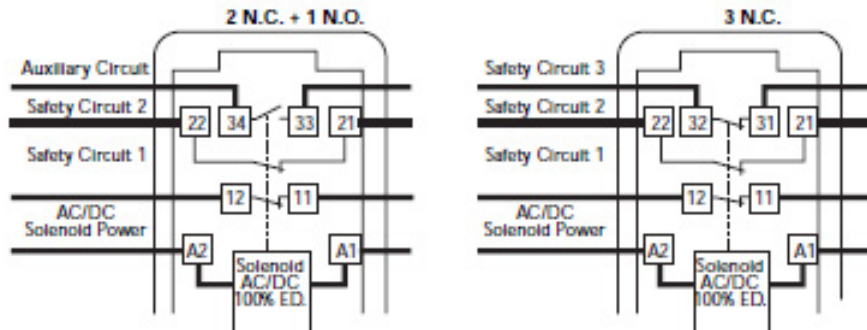 2 N.C. + 1 N.O.
Auxiliary Circuit
Safety Circuit 2
22 34 33 21
Safety Circuit 1
12 11
AC/DC
Solenoid Power
A2 A1
Solenoid
AC/DC
100% ED.
3 N.C.
Safety Circuit 3
Safety Circuit 2
22 32 31 21
Safety Circuit 1
12 11
AC/DC
Solenoid Power
A2 A1
Solenoid
AC/DC
100% ED.